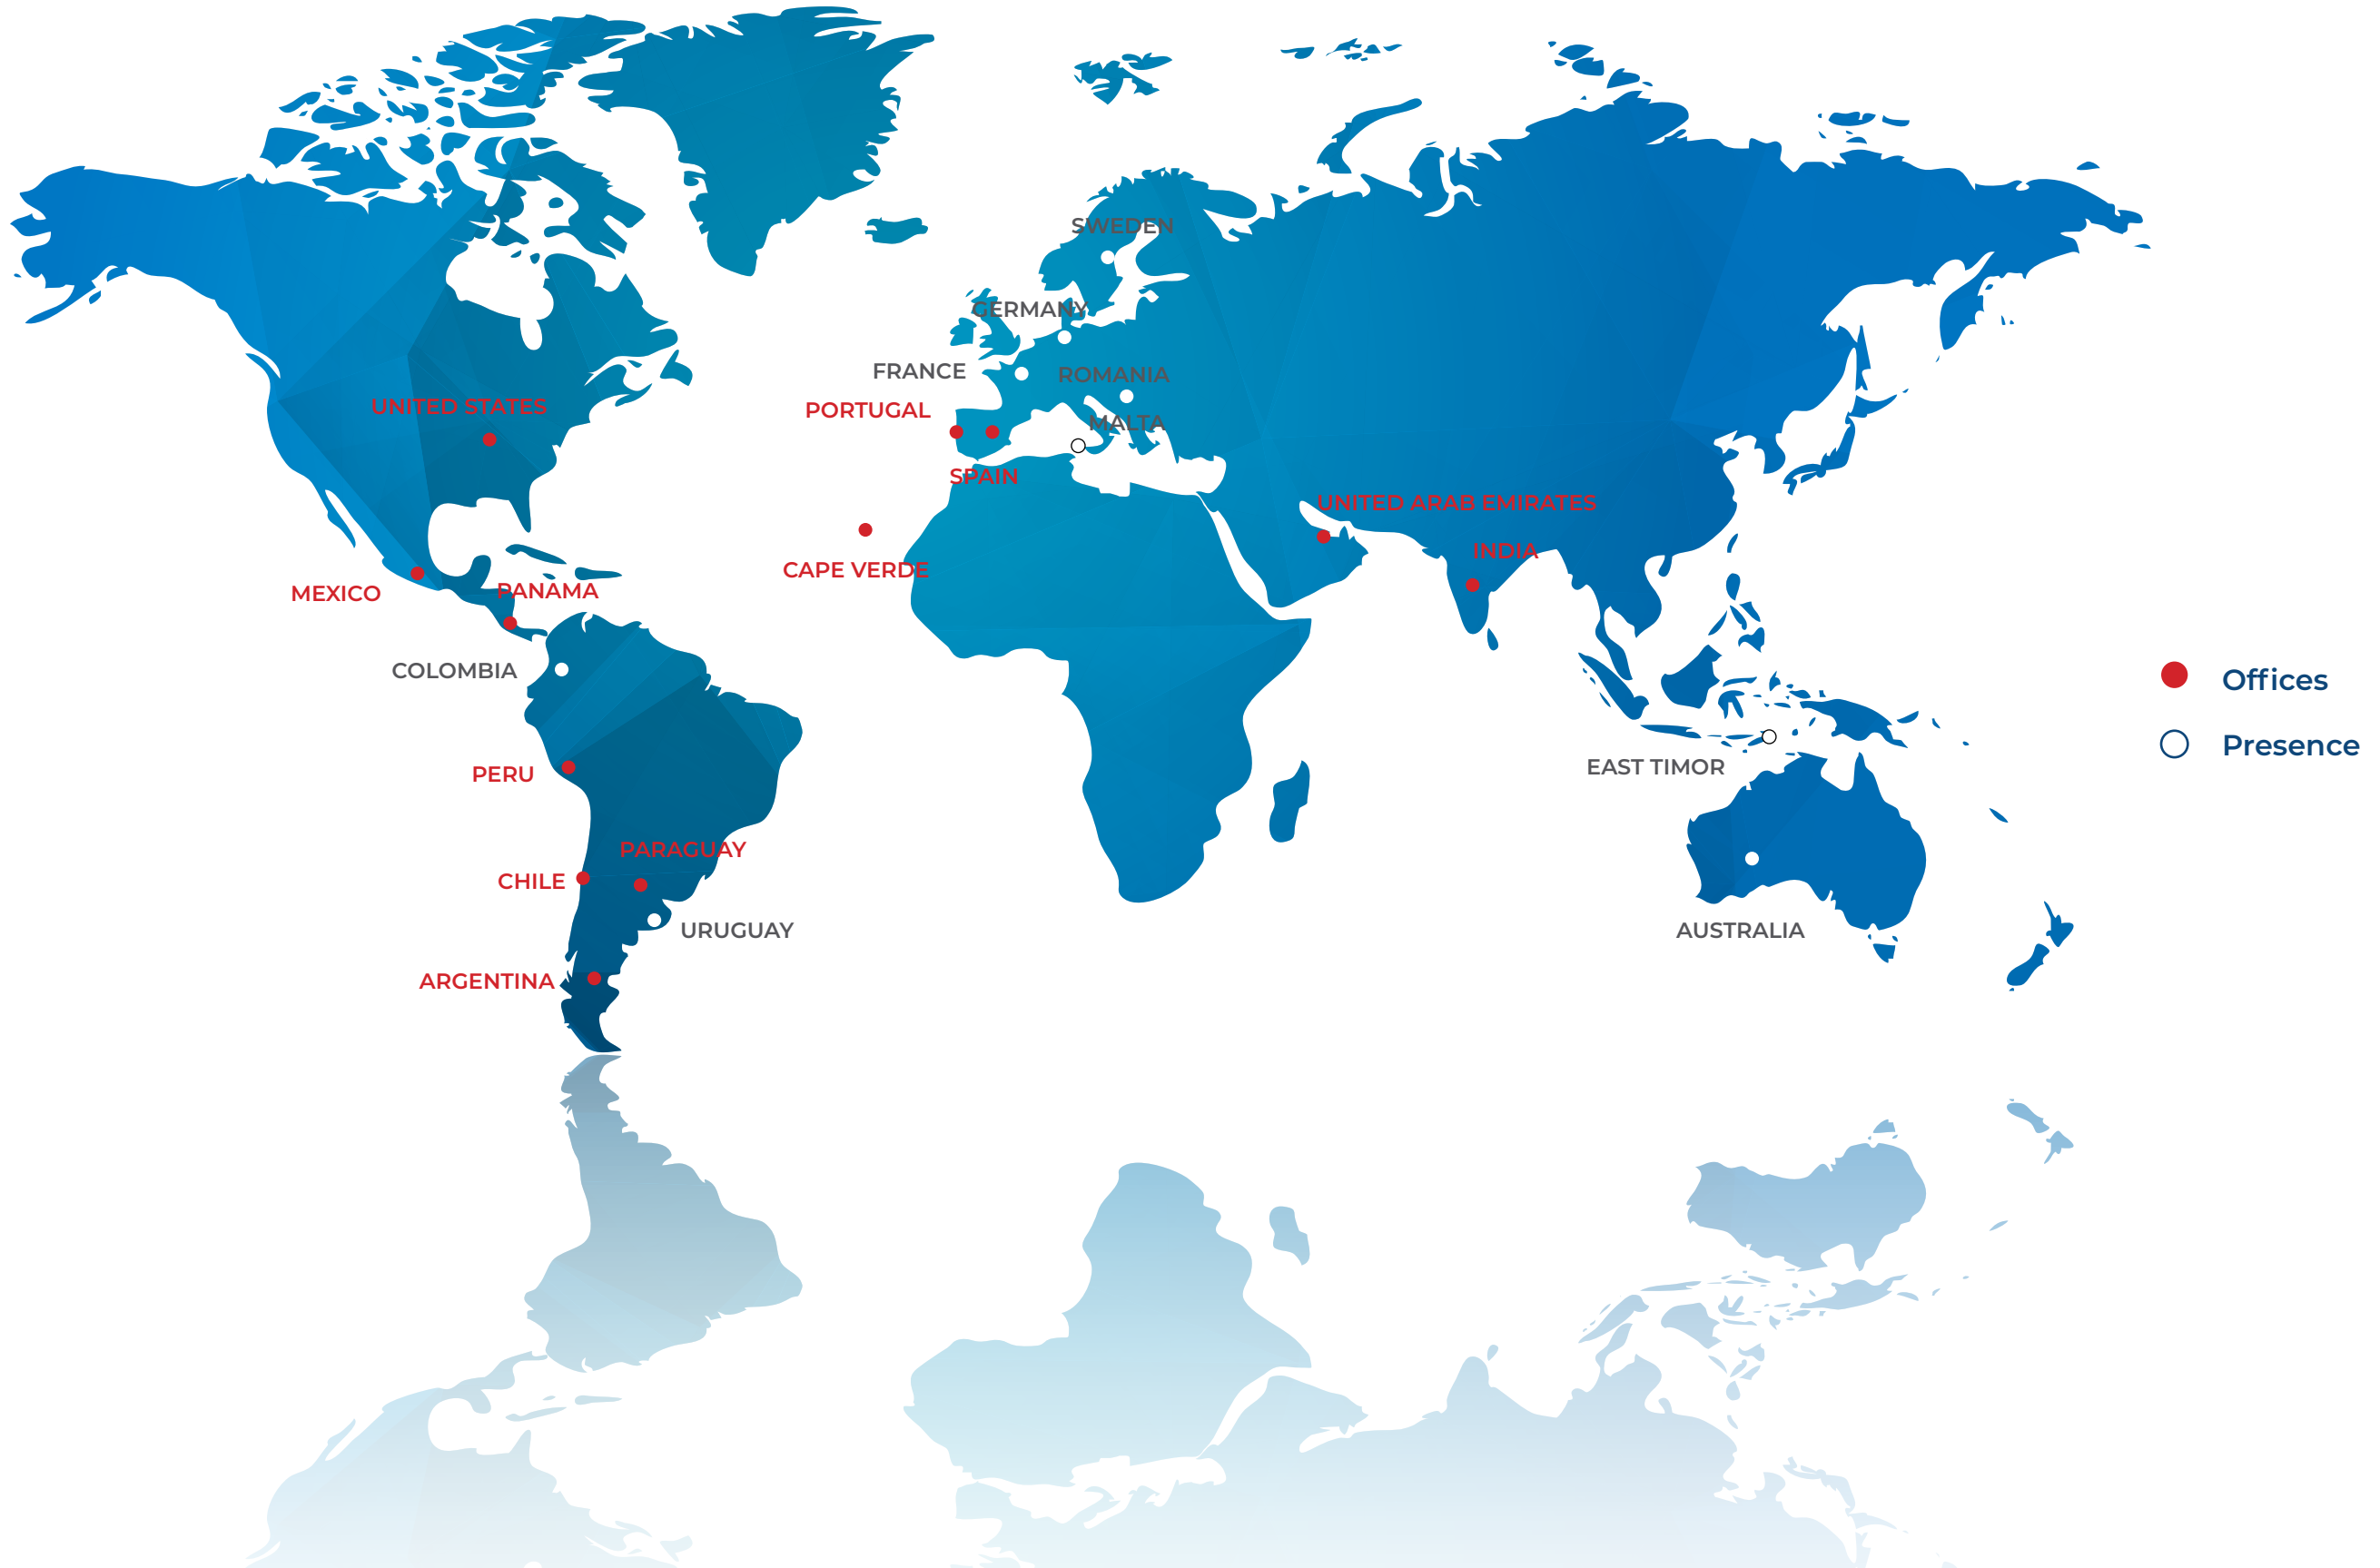 SWEDEN
GERMANY
FRANCE
ROMANIA
UNITED STATES
PORTUGAL
MALTA
SPAIN
UNITED ARAB EMIRATES
INDIA
CAPE VERDE
MEXICO
PANAMA
COLOMBIA
Offices
Presence
EAST TIMOR
PERU
PARAGUAY
CHILE
URUGUAY
AUSTRALIA
ARGENTINA